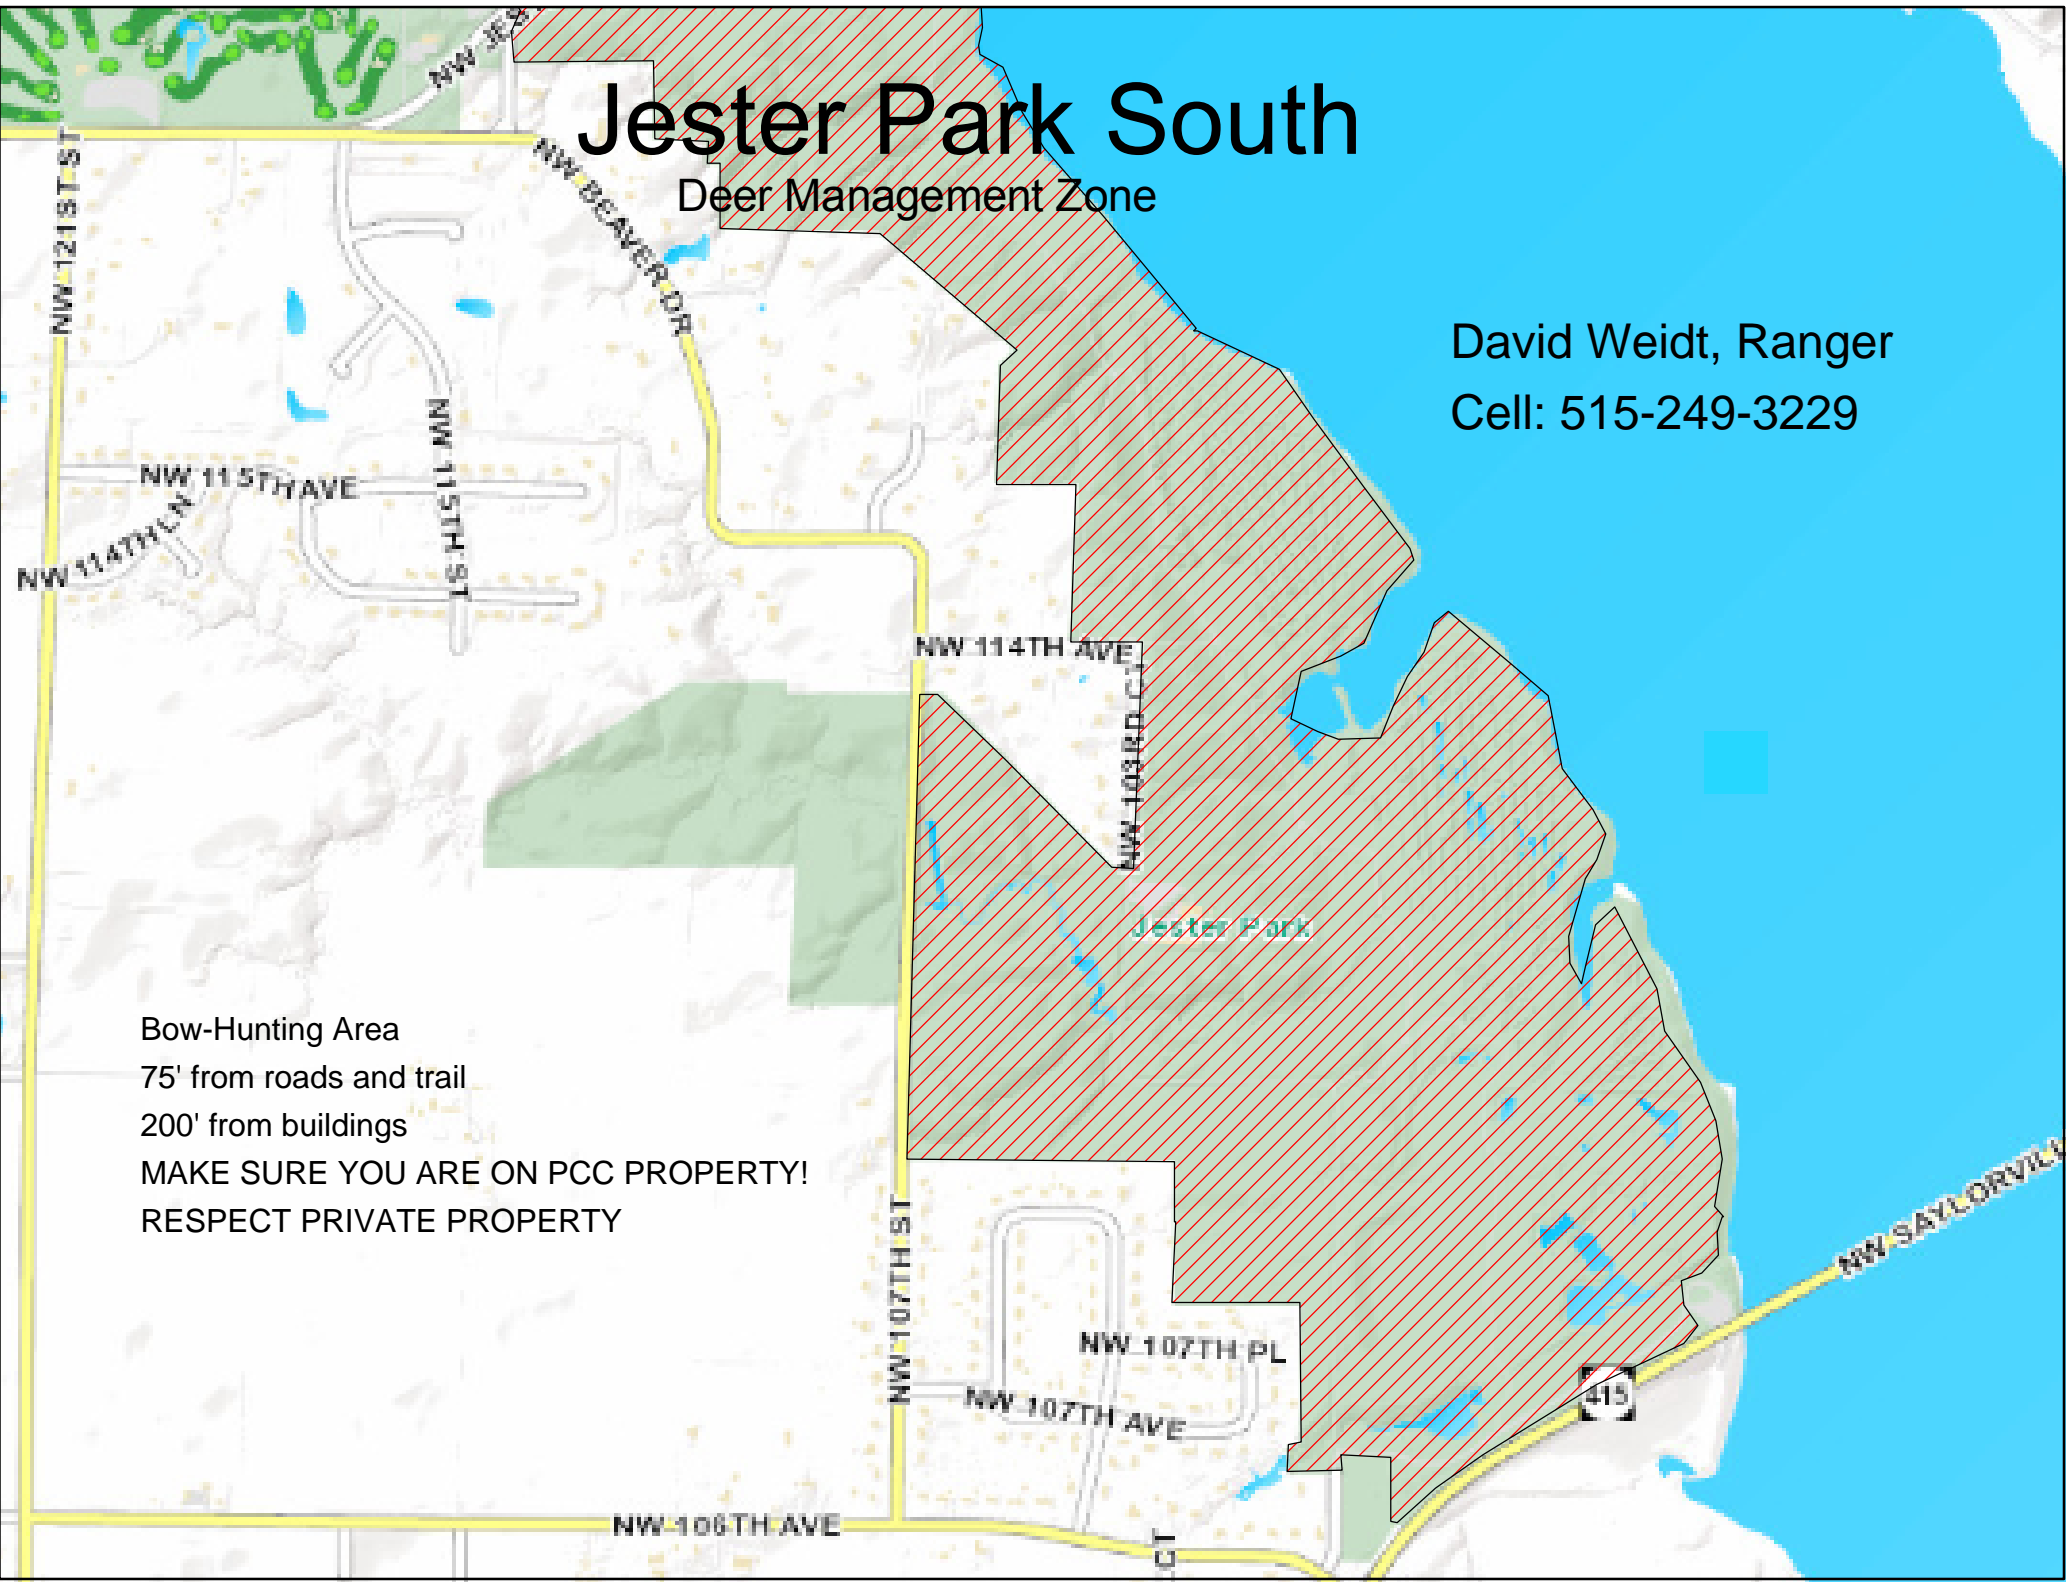 NW JES
Jester Park South
Deer Management Zone
NW 121ST ST
NW BEAVER DR
David Weidt, Ranger
Cell: 515-249-3229
NW 115TH AVE
NW 115TH ST
NW 114TH LN
NW 114TH AVE
NW 103RD CT
Jester Park
Bow-Hunting Area
75' from roads and trail
200' from buildings
MAKE SURE YOU ARE ON PCC PROPERTY!
RESPECT PRIVATE PROPERTY
NW SAYLORVILL
NW 107TH ST
NW 107TH PL
NW 107TH AVE
415
NW 106TH AVE
CT